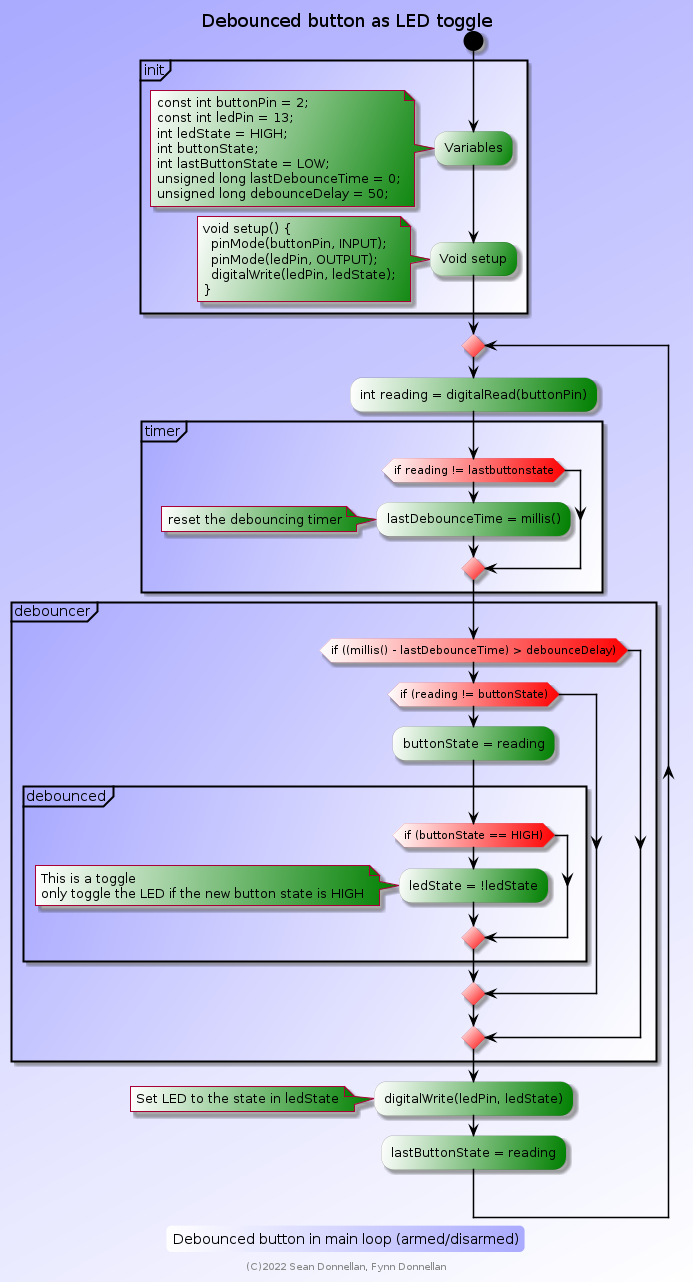 Debounced button as LED toggle
init
const int buttonPin = 2;
const int ledPin = 13;
int ledState = HIGH;
int buttonState;
int lastButtonState = LOW;
unsigned long lastDebounceTime = 0;
unsigned long debounceDelay = 50;
Variables
void setup() {
pinMode(buttonPin, INPUT);
pinMode(ledPin, OUTPUT);
digitalWrite(ledPin, ledState);
}
Void setup
int reading = digitalRead(buttonPin)
timer
if reading != lastbuttonstate
reset the debouncing timer
lastDebounceTime = millis()
debouncer
if ((millis() - lastDebounceTime) > debounceDelay)
if (reading != buttonState)
buttonState = reading
debounced
if (buttonState == HIGH)
This is a toggle
only toggle the LED if the new button state is HIGH
ledState = !ledState
Set LED to the state in ledState
digitalWrite(ledPin, ledState)
lastButtonState = reading
Debounced button in main loop (armed/disarmed)
(C)2022 Sean Donnellan, Fynn Donnellan